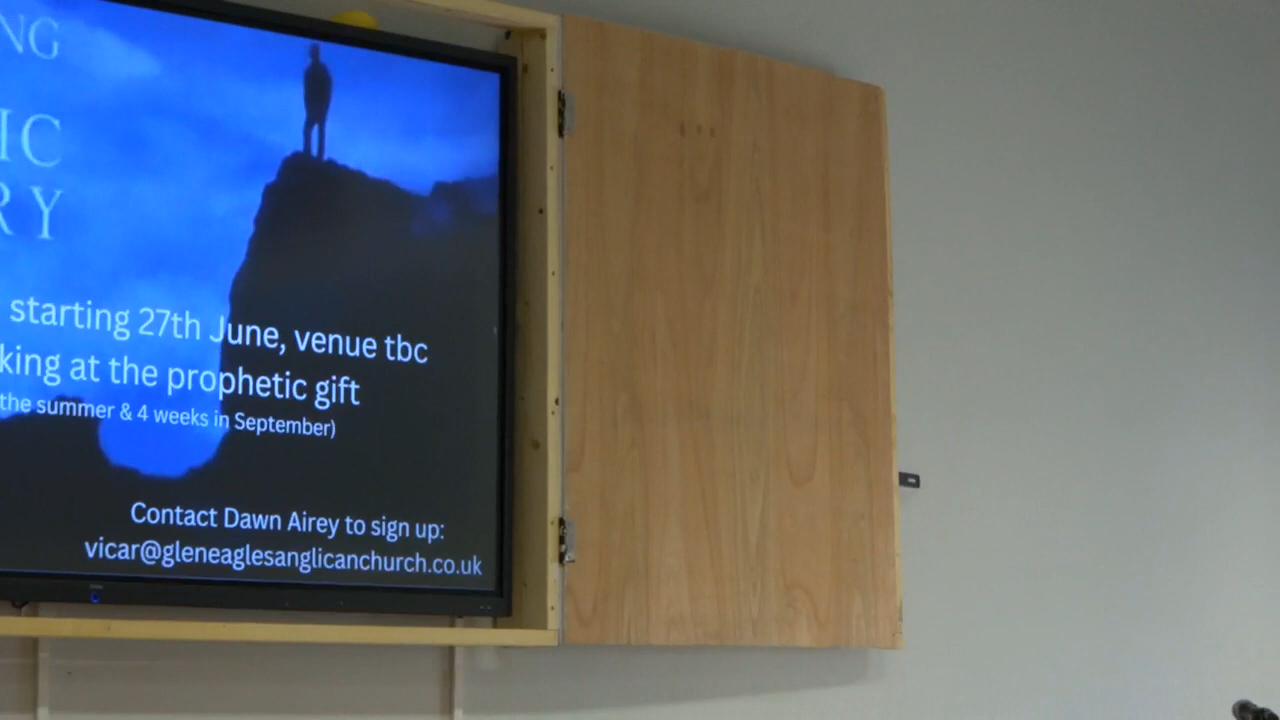 NG
IC
RY
starting 27th June, venue tbc
king at the prophetic gift
the summer & 4 weeks in September)
Contact Dawn Airey to sign up:
vicar@gleneaglesanglicanchurch.co.uk